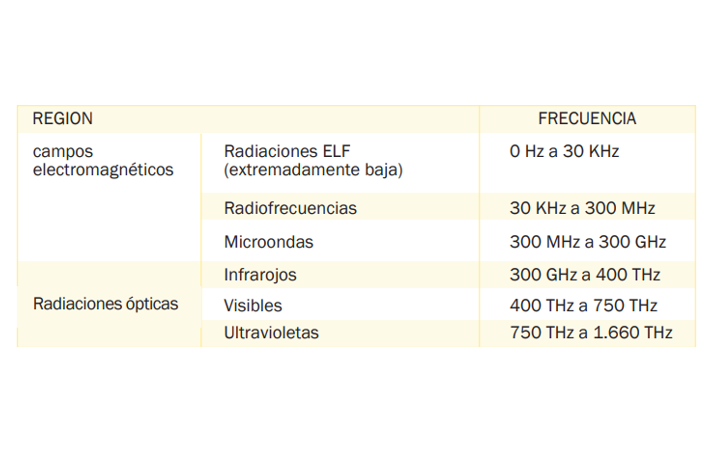 REGION FRECUENCIA
campos electromagnéticos
Radiaciones ELF (extremadamente baja) 0 Hz a 30 KHz
Radiofrecuencias 30 KHz a 300 MHz
Microondas 300 MHz a 300 GHz
Radiaciones ópticas
Infrarojos 300 GHz a 400 THz
Visibles 400 THz a 750 THz
Ultravioletas 750 THz a 1.660 THz